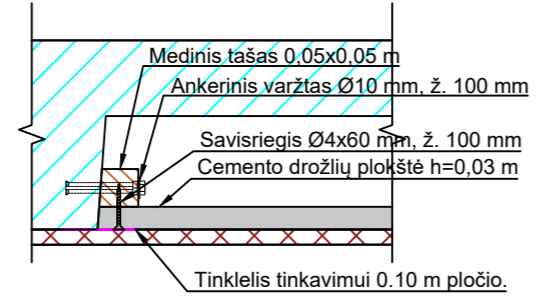 Medinis tašas 0,05x0,05 m
Ankerinis varžtas Ø10 mm, ž. 100 mm
Savisriegis Ø4x60 mm, ž. 100 mm
Cemento drožlių plokštė h=0,03 m
Tinklelis tinkavimui 0.10 m pločio.